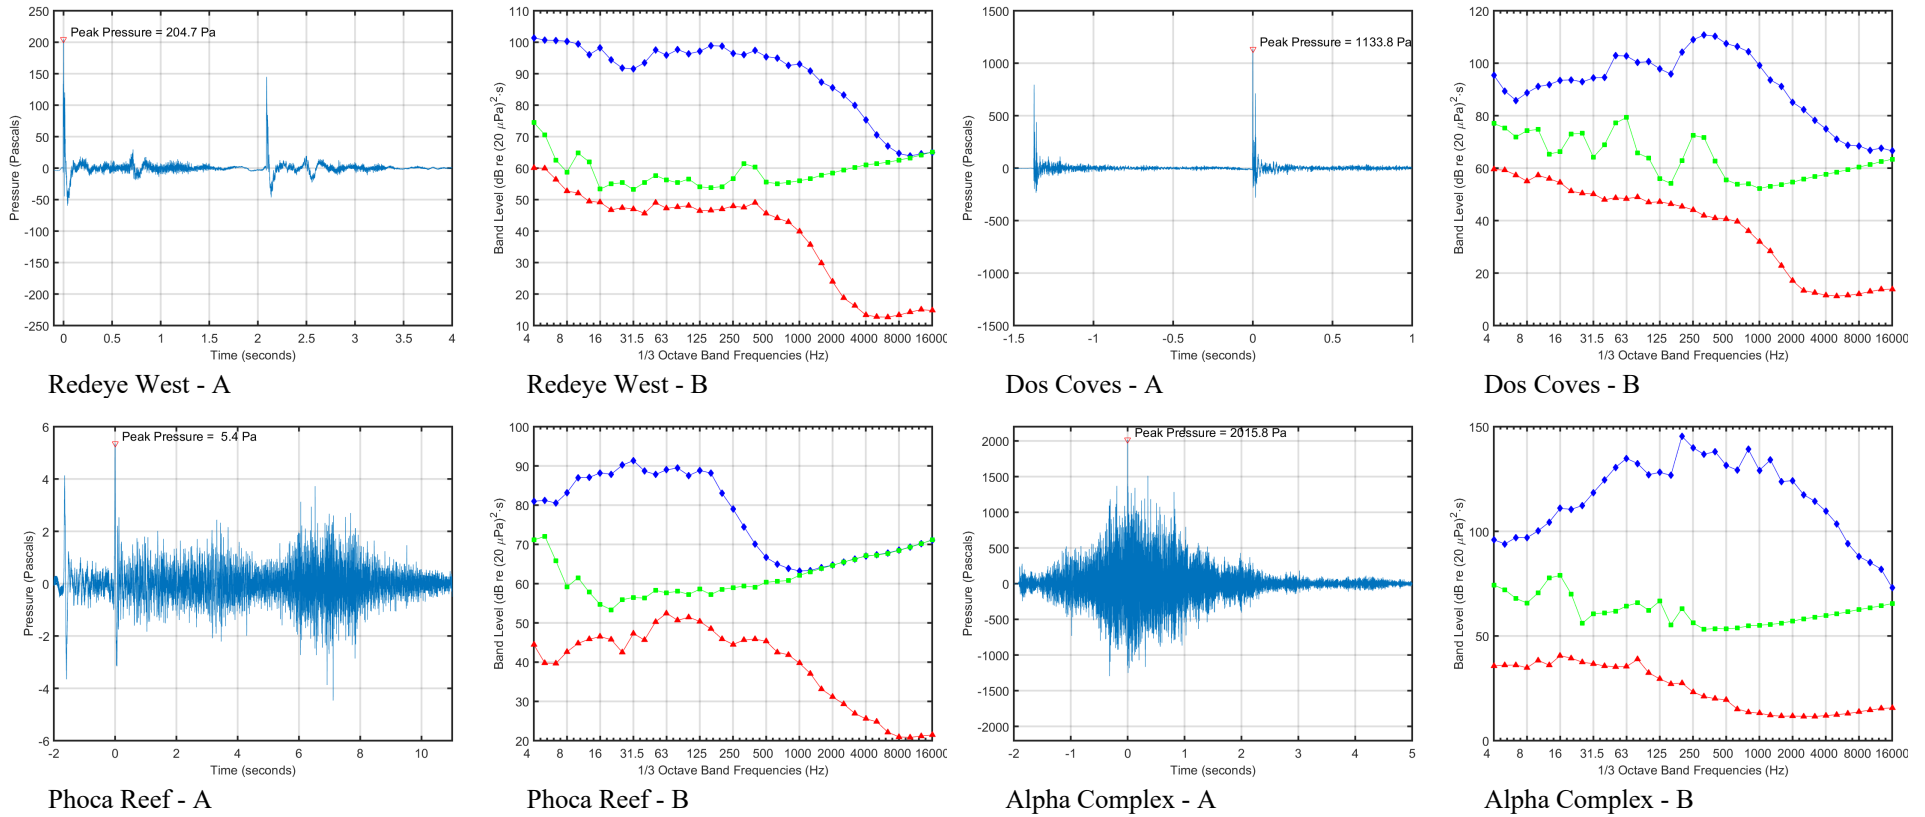 250
200
150
100
50
0
-50
-100
-150
-200
-250
Pressure (Pascals)
Peak Pressure = 204.7 Pa
0 0.5 1 1.5 2 2.5 3 3.5 4
Time (seconds)
Redeye West - A
110
100
90
80
70
60
50
40
30
20
10
Band Level (dB re (20 μPa)²·s)
4 8 16 31.5 63 125 250 500 1000 2000 4000 8000 16000
1/3 Octave Band Frequencies (Hz)
Redeye West - B
1500
1000
500
0
-500
-1000
-1500
Pressure (Pascals)
Peak Pressure = 1133.8 Pa
-1.5 -1 -0.5 0 0.5 1
Time (seconds)
Dos Coves - A
120
100
80
60
40
20
0
Band Level (dB re (20 μPa)²·s)
4 8 16 31.5 63 125 250 500 1000 2000 4000 8000 16000
1/3 Octave Band Frequencies (Hz)
Dos Coves - B
6
4
2
0
-2
-4
-6
Pressure (Pascals)
Peak Pressure = 5.4 Pa
-2 0 2 4 6 8 10
Time (seconds)
Phoca Reef - A
100
90
80
70
60
50
40
30
20
Band Level (dB re (20 μPa)²·s)
4 8 16 31.5 63 125 250 500 1000 2000 4000 8000 16000
1/3 Octave Band Frequencies (Hz)
Phoca Reef - B
2000
1500
1000
500
0
-500
-1000
-1500
-2000
Pressure (Pascals)
Peak Pressure = 2015.8 Pa
-2 -1 0 1 2 3 4 5
Time (seconds)
Alpha Complex - A
150
100
50
0
Band Level (dB re (20 μPa)²·s)
4 8 16 31.5 63 125 250 500 1000 2000 4000 8000 16000
1/3 Octave Band Frequencies (Hz)
Alpha Complex - B